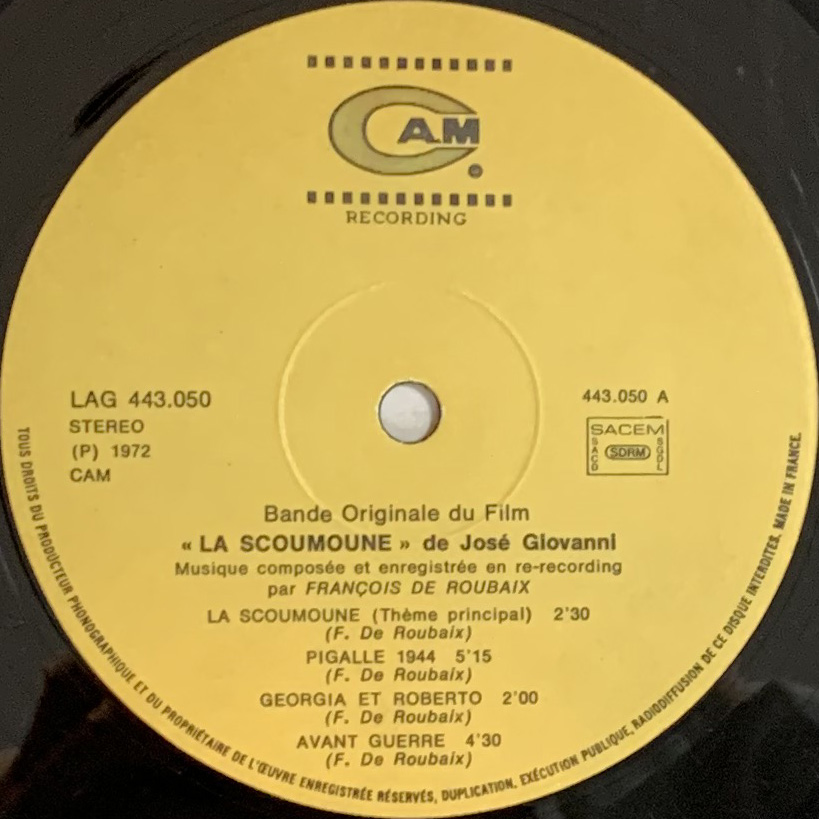 CAM
RECORDING
LAG 443.050
STEREO
(P) 1972
CAM
443.050 A
SACEM
SACD
SDRM
SGDL
Bande Originale du Film
« LA SCOUMOUNE » de José Giovanni
Musique composée et enregistrée en re-recording
par FRANÇOIS DE ROUBAIX
LA SCOUMOUNE (Thème principal) 2'30
(F. De Roubaix)
PIGALLE 1944 5'15
(F. De Roubaix)
GEORGIA ET ROBERTO 2'00
(F. De Roubaix)
AVANT GUERRE 4'30
(F. De Roubaix)
TOUS DROITS DU PRODUCTEUR PHONOGRAPHIQUE ET DU PROPRIÉTAIRE DE L'ŒUVRE ENREGISTRÉE RÉSERVÉS, DUPLICATION, EXÉCUTION PUBLIQUE, RADIODIFFUSION DE CE DISQUE INTERDITES. MADE IN FRANCE.